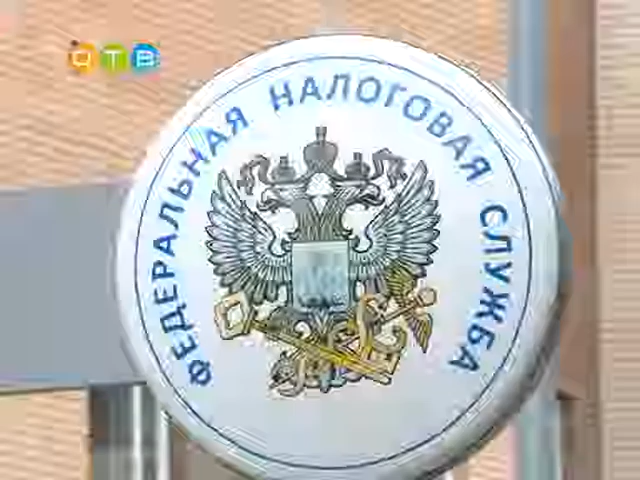 ОТВ
ФЕДЕРАЛЬНАЯ НАЛОГОВАЯ СЛУЖБА